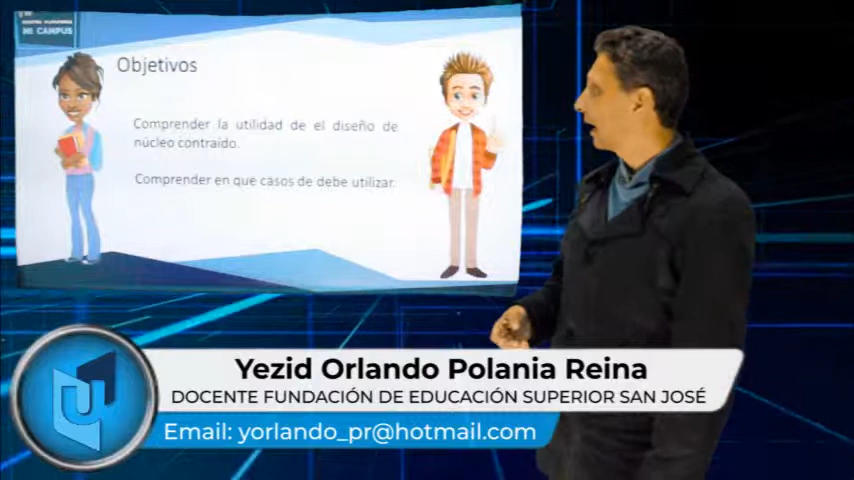 MI CAMPUS
Objetivos
Comprender la utilidad de el diseño de
núcleo contraído.
Comprender en que casos de debe utilizar.
Yezid Orlando Polania Reina
DOCENTE FUNDACIÓN DE EDUCACIÓN SUPERIOR SAN JOSÉ
Email: yorlando_pr@hotmail.com